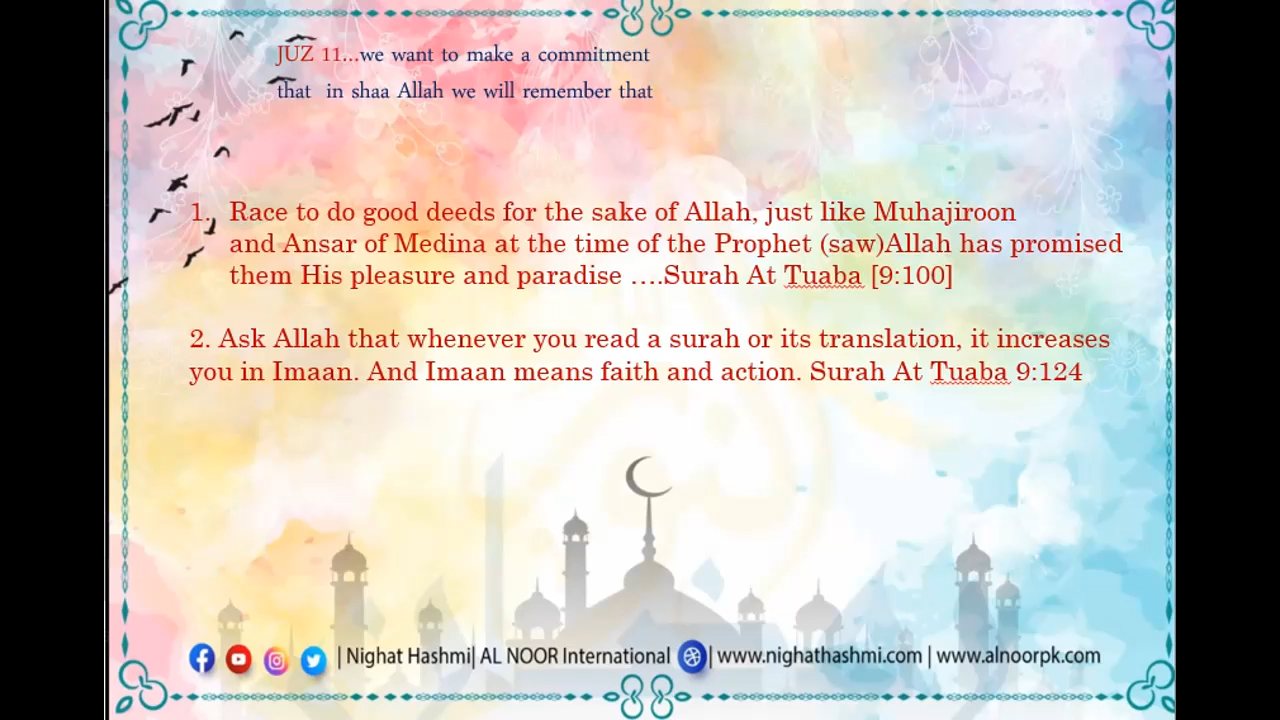 JUZ 11...we want to make a commitment
that in shaa Allah we will remember that
1. Race to do good deeds for the sake of Allah, just like Muhajiroon
and Ansar of Medina at the time of the Prophet (saw)Allah has promised
them His pleasure and paradise ….Surah At Tuaba [9:100]
2. Ask Allah that whenever you read a surah or its translation, it increases
you in Imaan. And Imaan means faith and action. Surah At Tuaba 9:124
| Nighat Hashmi| AL NOOR International | www.nighathashmi.com | www.alnoorpk.com